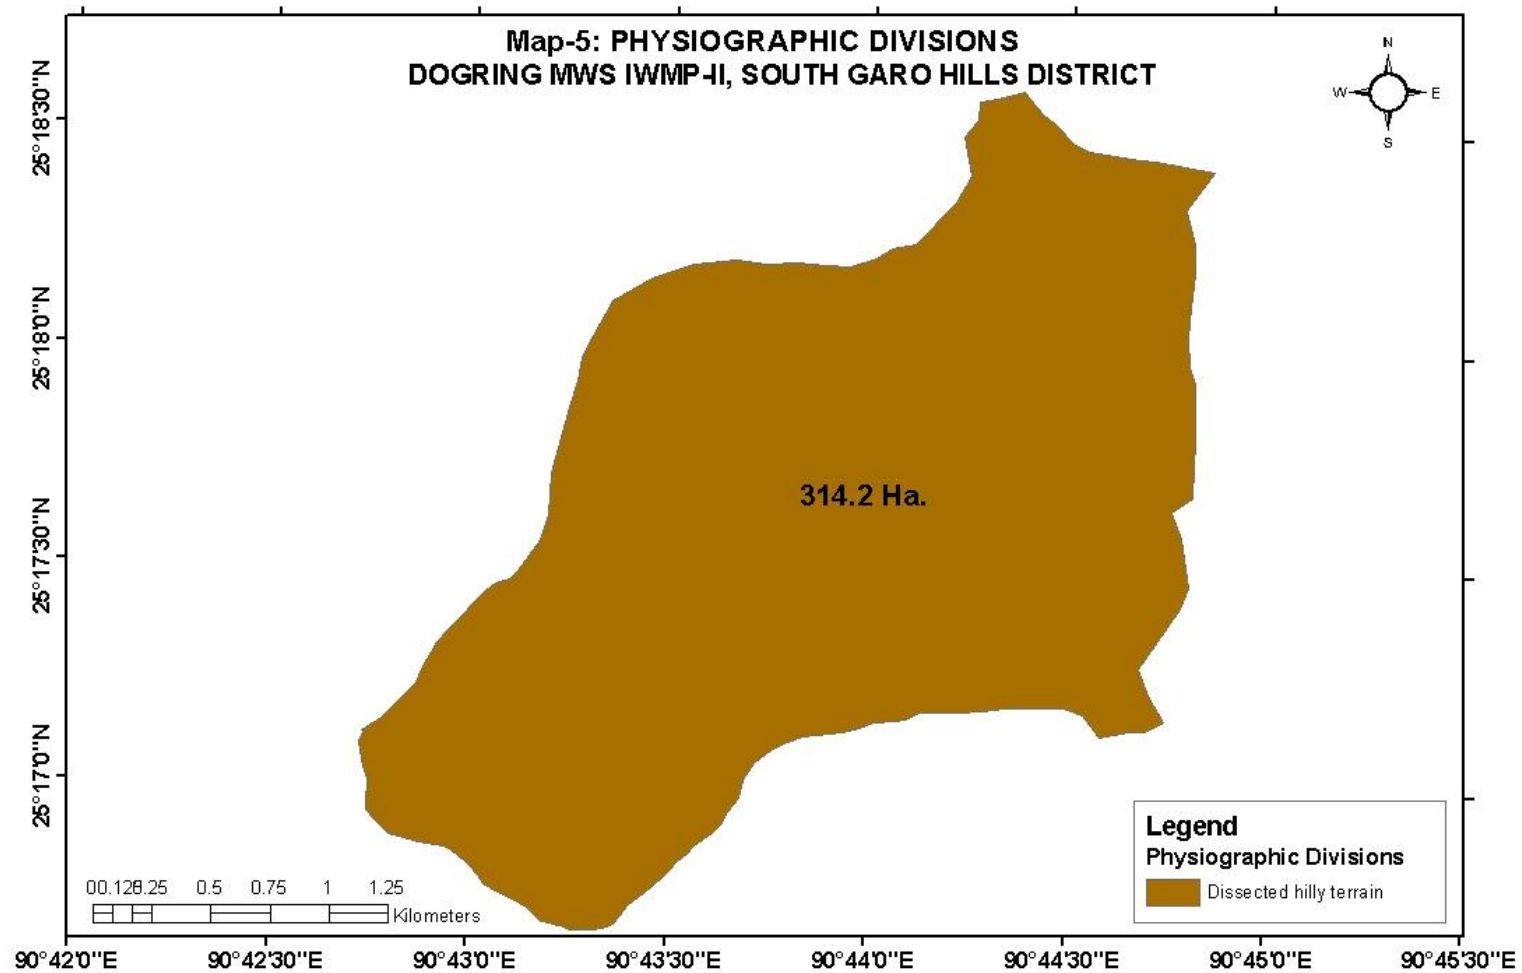 Map-5: PHYSIOGRAPHIC DIVISIONS
DOGRING MWS IWMP-II, SOUTH GARO HILLS DISTRICT
N
W E
S
25°18'30"N
25°18'0"N
25°17'30"N
25°17'0"N
314.2 Ha.
Legend
Physiographic Divisions
Dissected hilly terrain
0 0.125 0.25 0.5 0.75 1 1.25
Kilometers
90°42'0"E 90°42'30"E 90°43'0"E 90°43'30"E 90°44'0"E 90°44'30"E 90°45'0"E 90°45'30"E